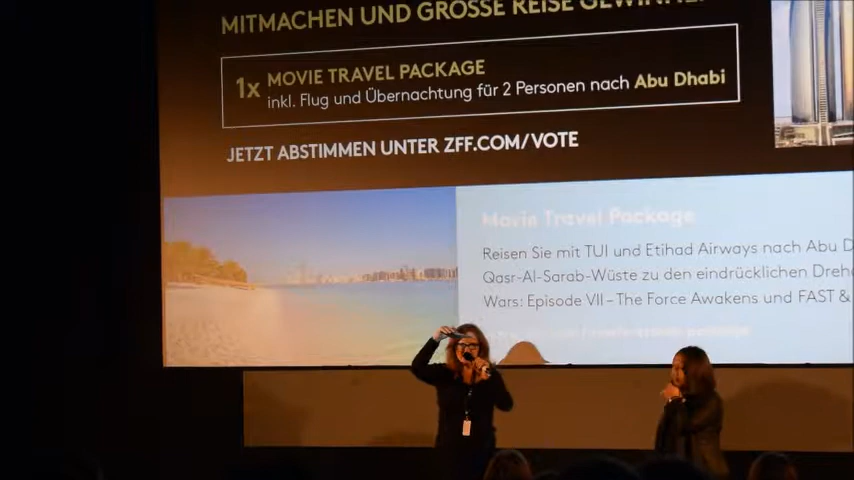 MITMACHEN UND GROSSE REISE GEWINNEN
1x MOVIE TRAVEL PACKAGE
inkl. Flug und Übernachtung für 2 Personen nach Abu Dhabi
JETZT ABSTIMMEN UNTER ZFF.COM/VOTE
Movie Travel Package
Reisen Sie mit TUI und Etihad Airways nach Abu D
Qasr-Al-Sarab-Wüste zu den eindrücklichen Dreho
Wars: Episode VII – The Force Awakens und FAST &